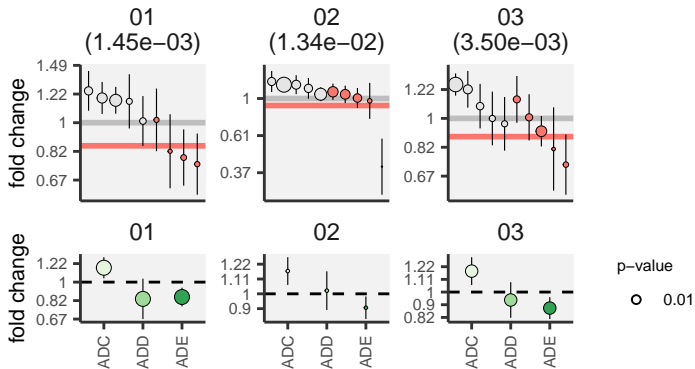 01 02 03
(1.45e−03) (1.34e−02) (3.50e−03)
fold change
1.49
1.22
1
0.82
0.67
1
0.61
0.37
1.22
1
0.82
0.67
01 02 03
fold change
1.22
1
0.82
0.67
1.22
1.11
1
0.9
1.22
1.11
1
0.9
0.82
ADC ADD ADE
ADC ADD ADE
ADC ADD ADE
p−value
0.01